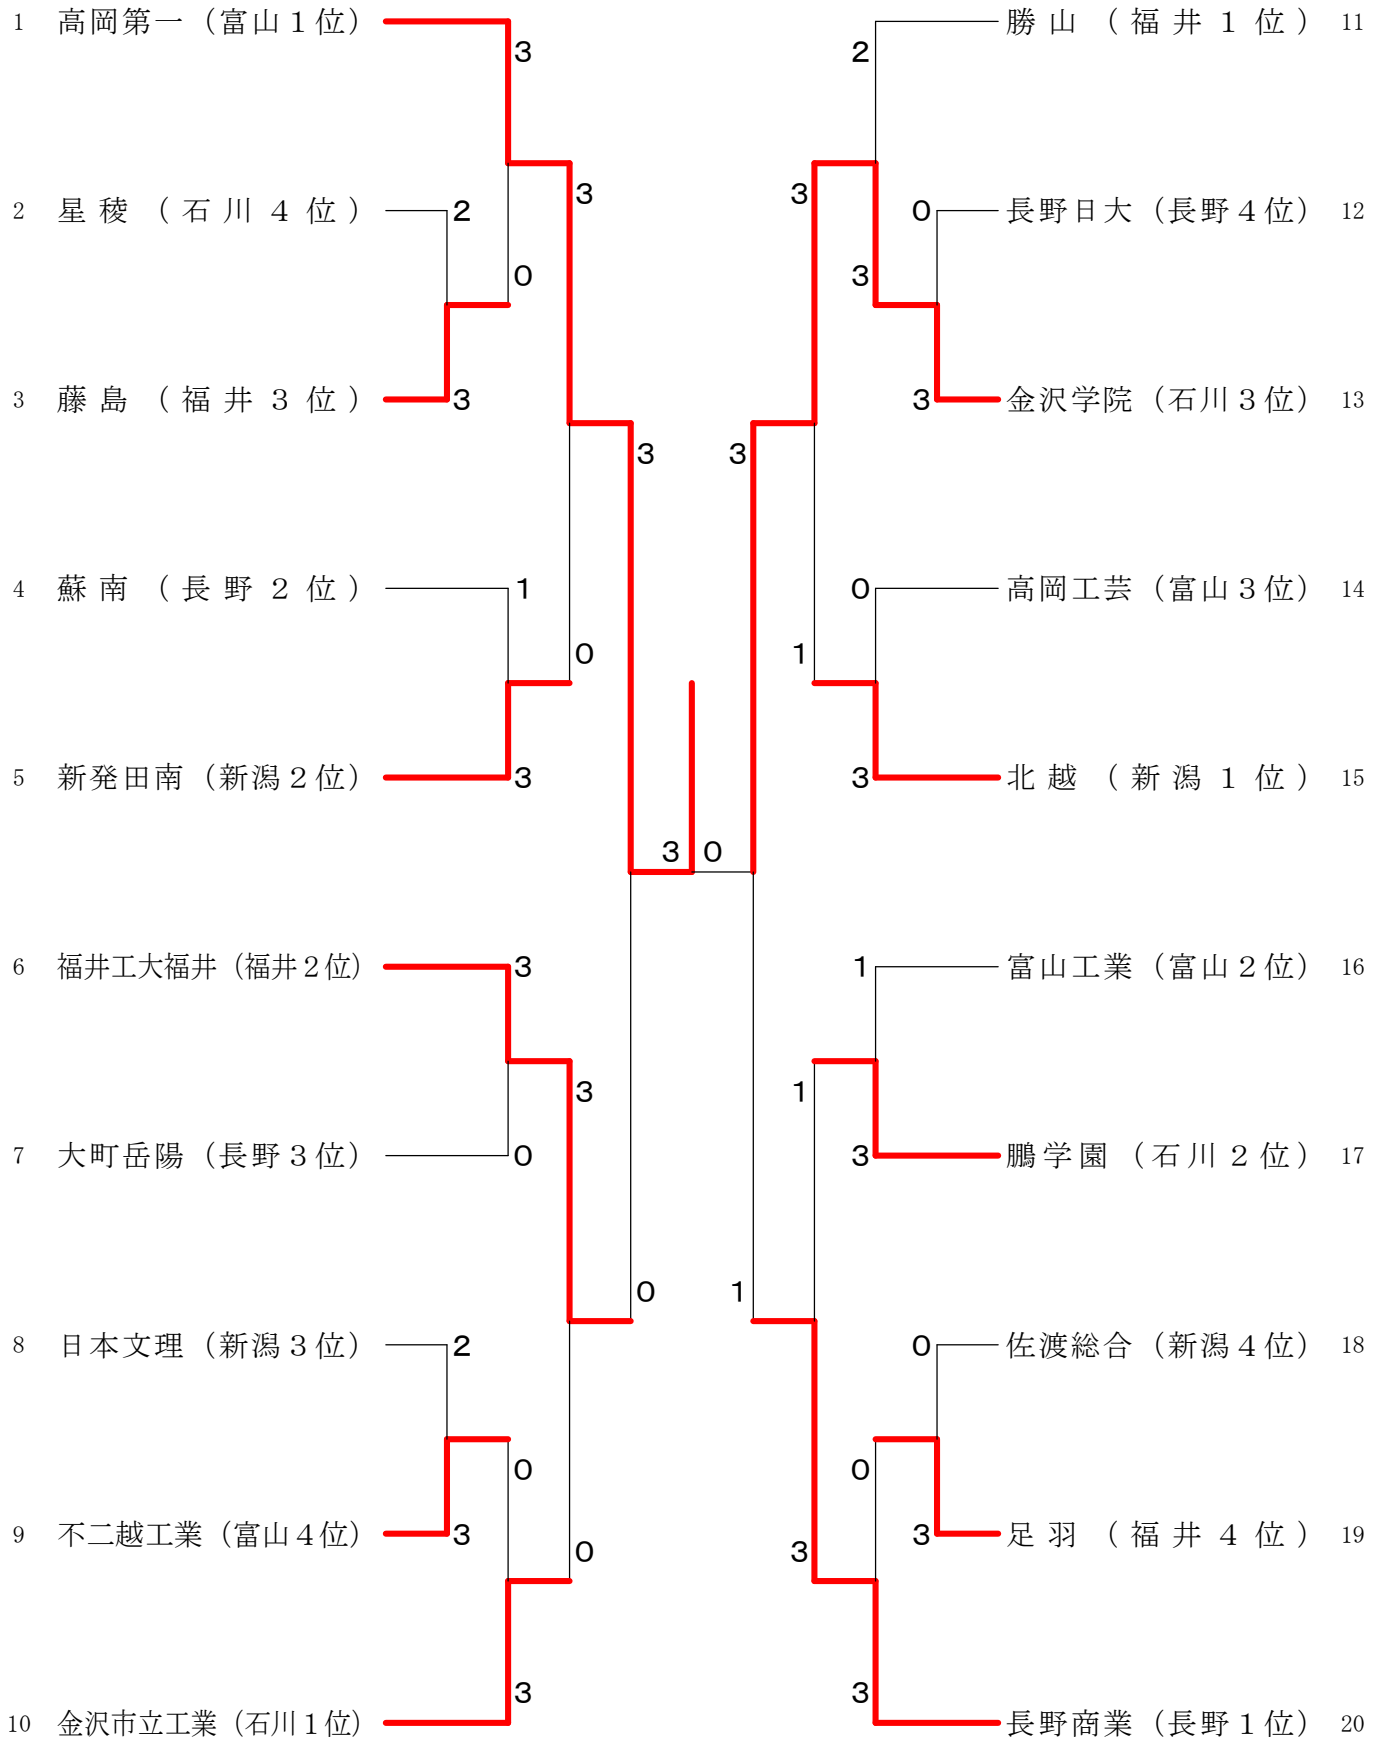 1 高岡第一（富山１位）
3
2 星稜（石川４位）
2
3
0
3 藤島（福井３位）
3
3
4 蘇南（長野２位）
1
0
5 新発田南（新潟２位）
3
3 0
6 福井工大福井（福井２位）
3
3
7 大町岳陽（長野３位）
0
0
8 日本文理（新潟３位）
2
0
9 不二越工業（富山４位）
3
0
3
10 金沢市立工業（石川１位）
勝山（福井１位） 11
2
3
0
長野日大（長野４位） 12
3
3
金沢学院（石川３位） 13
3
0
高岡工芸（富山３位） 14
1
3
北越（新潟１位） 15
1
富山工業（富山２位） 16
1
3
鵬学園（石川２位） 17
1
0
佐渡総合（新潟４位） 18
0
3
足羽（福井４位） 19
3
3
長野商業（長野１位） 20